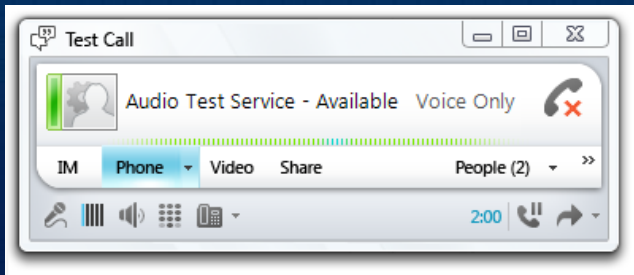 Test Call
Audio Test Service - Available Voice Only
IM Phone Video Share People (2) »
2:00